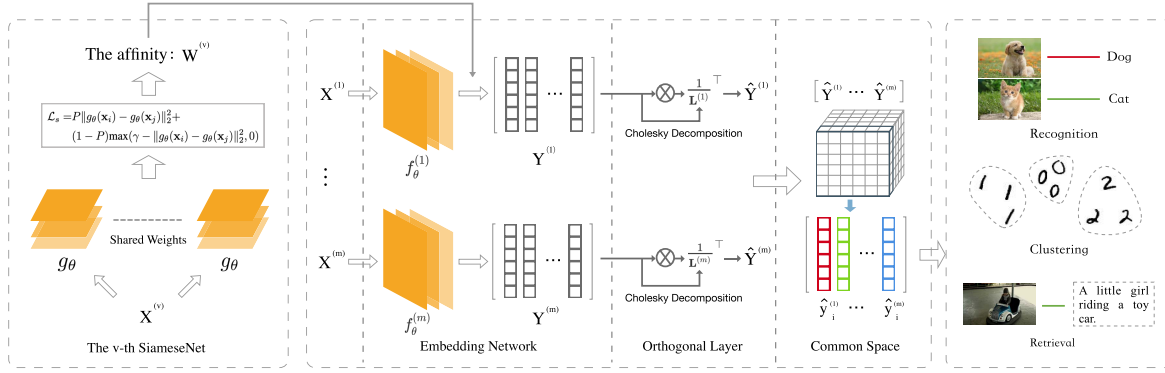 The affinity: W^(v)
ℒ_s = P‖g_θ(x_i) − g_θ(x_j)‖₂² +
(1 − P)max(γ − ‖g_θ(x_i) − g_θ(x_j)‖₂², 0)
Shared Weights
g_θ g_θ
X^(v)
The v-th SiameseNet
X^(1)
f_θ^(1)
[ ··· ]
Y^(1)
⋮
X^(m)
f_θ^(m)
[ ··· ]
Y^(m)
Embedding Network
⊗ 1/L^(1) ⊤ Ŷ^(1)
Cholesky Decomposition
⊗ 1/L^(m) ⊤ Ŷ^(m)
Cholesky Decomposition
Orthogonal Layer
[ Ŷ^(1) ··· Ŷ^(m) ]
[ ··· ]
ŷ_i^(1) ··· ŷ_i^(m)
Common Space
Dog
Cat
Recognition
1 1 1
0 0 0
2 2 2
Clustering
A little girl
riding a toy
car.
Retrieval